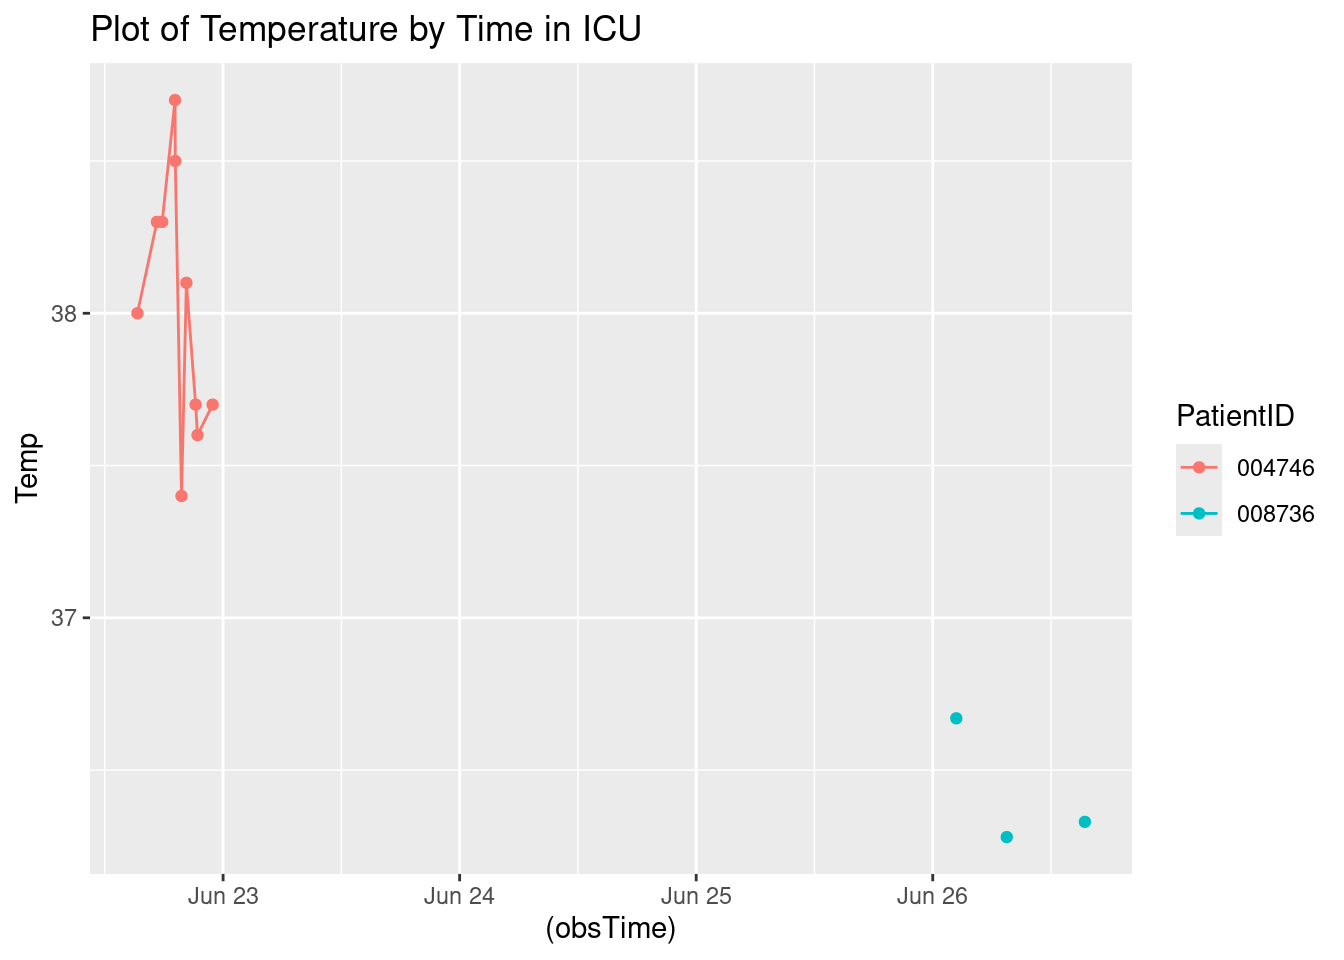 Plot of Temperature by Time in ICU
38
37
Temp
Jun 23
Jun 24
Jun 25
Jun 26
(obsTime)
PatientID
004746
008736